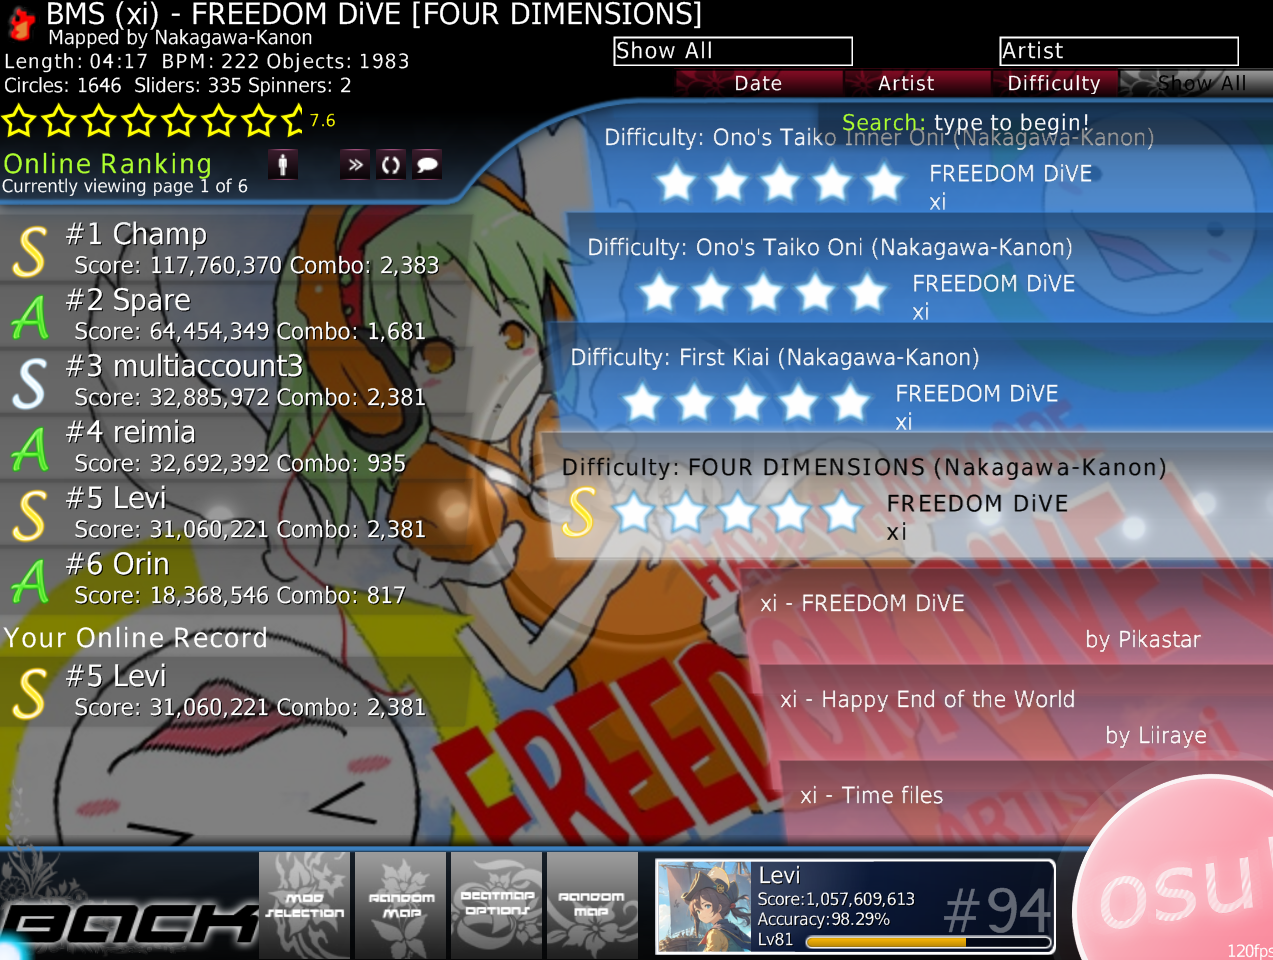 BMS (xi) - FREEDOM DiVE [FOUR DIMENSIONS]
Mapped by Nakagawa-Kanon
Length: 04:17 BPM: 222 Objects: 1983
Circles: 1646 Sliders: 335 Spinners: 2
7.6
Show All
Artist
Date
Artist
Difficulty
Show All
Search: type to begin!
Online Ranking
Currently viewing page 1 of 6
S
#1 Champ
Score: 117,760,370 Combo: 2,383
A
#2 Spare
Score: 64,454,349 Combo: 1,681
S
#3 multiaccount3
Score: 32,885,972 Combo: 2,381
A
#4 reimia
Score: 32,692,392 Combo: 935
S
#5 Levi
Score: 31,060,221 Combo: 2,381
A
#6 Orin
Score: 18,368,546 Combo: 817
Your Online Record
S
#5 Levi
Score: 31,060,221 Combo: 2,381
Difficulty: Ono's Taiko Inner Oni (Nakagawa-Kanon)
FREEDOM DiVE
xi
Difficulty: Ono's Taiko Oni (Nakagawa-Kanon)
FREEDOM DiVE
xi
Difficulty: First Kiai (Nakagawa-Kanon)
FREEDOM DiVE
xi
Difficulty: FOUR DIMENSIONS (Nakagawa-Kanon)
S
FREEDOM DiVE
xi
xi - FREEDOM DiVE
by Pikastar
xi - Happy End of the World
by Liiraye
xi - Time files
FREEDOM DiVE
BACK
MOD SELECTION
RANDOM MAP
BEATMAP OPTIONS
RANDOM MAP
Levi
Score:1,057,609,613
Accuracy:98.29%
Lv81
#94
osu!
120fps